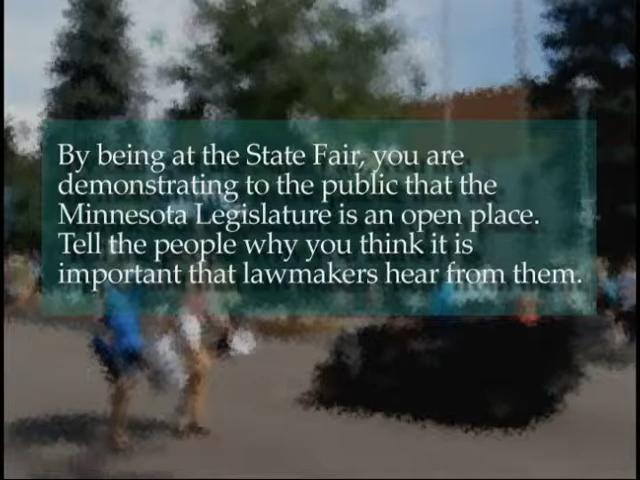 By being at the State Fair, you are
demonstrating to the public that the
Minnesota Legislature is an open place.
Tell the people why you think it is
important that lawmakers hear from them.